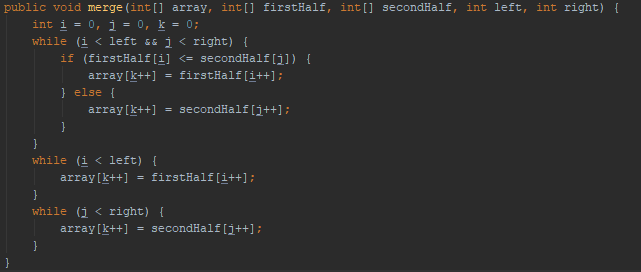 public void merge(int[] array, int[] firstHalf, int[] secondHalf, int left, int right) {
    int i = 0, j = 0, k = 0;
    while (i < left && j < right) {
        if (firstHalf[i] <= secondHalf[j]) {
            array[k++] = firstHalf[i++];
        } else {
            array[k++] = secondHalf[j++];
        }
    }
    while (i < left) {
        array[k++] = firstHalf[i++];
    }
    while (j < right) {
        array[k++] = secondHalf[j++];
    }
}